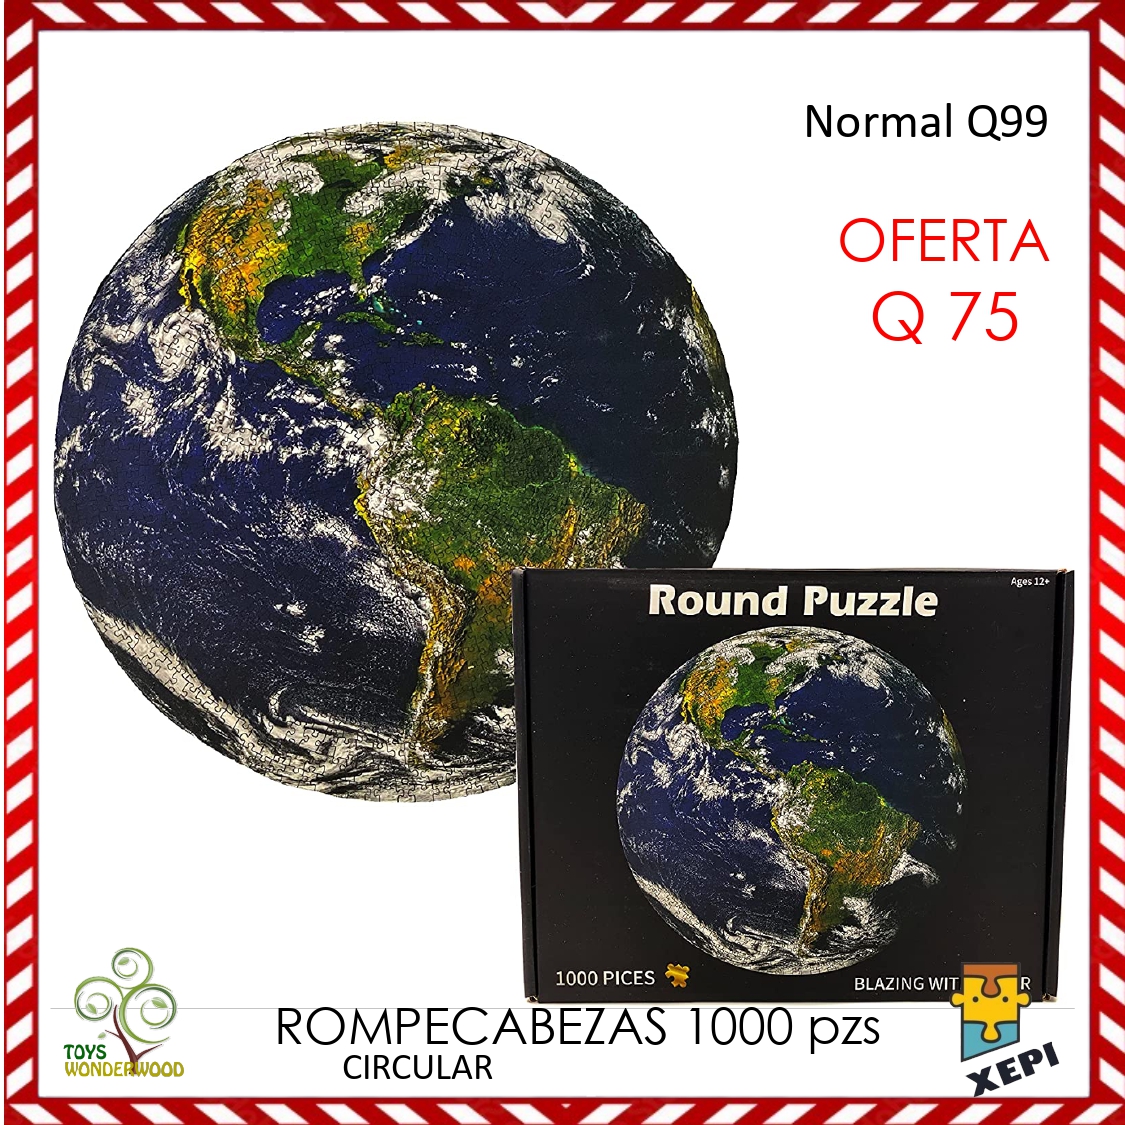 Normal Q99
OFERTA
Q 75
Ages 12+
Round Puzzle
1000 PICES
BLAZING WIT
R
ROMPECABEZAS 1000 pzs
CIRCULAR
TOYS
WONDERWOOD
XEPI